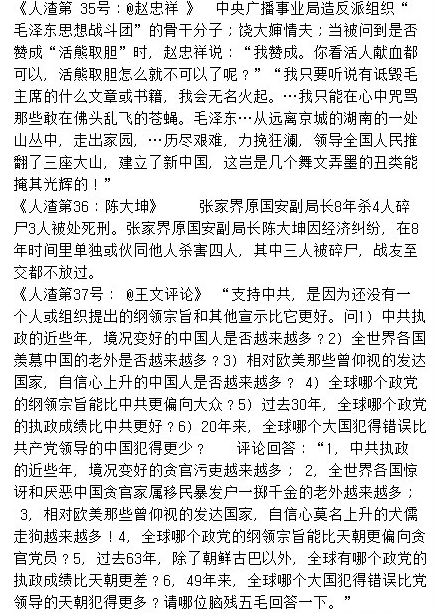 《人渣第 35号：@赵忠祥 》  中央广播事业局造反派组织“
毛泽东思想战斗团”的骨干分子；饶大婶情夫；当被问到是否
赞成“活熊取胆”时，赵忠祥说：“我赞成。你看活人献血都
可以，活熊取胆怎么就不可以了呢？”“我只要听说有诋毁毛
主席的什么文章或书籍，我会无名火起。…我只能在心中咒骂
那些敢在佛头乱飞的苍蝇。毛泽东…从远离京城的湖南的一处
山丛中，走出家园，…历尽艰难，力挽狂澜，领导全国人民推
翻了三座大山，建立了新中国，这岂是几个舞文弄墨的丑类能
掩其光辉的！”
《人渣第36：陈大坤》    张家界原国安副局长8年杀4人碎
尸3人被处死刑。张家界原国安副局长陈大坤因经济纠纷，在8
年时间里单独或伙同他人杀害四人，其中三人被碎尸，战友至
交都不放过。
《人渣第37号： @王文评论》 “支持中共，是因为还没有一
个人或组织提出的纲领宗旨和其他宣示比它更好。问1）中共执
政的近些年，境况变好的中国人是否越来越多？2）全世界各国
羡慕中国的老外是否越来越多？3）相对欧美那些曾仰视的发达
国家，自信心上升的中国人是否越来越多？ 4）全球哪个政党
的纲领宗旨能比中共更偏向大众？5）过去30年，全球哪个政党
的执政成绩比中共更好？6）20年来，全球哪个大国犯得错误比
共产党领导的中国犯得更少？   评论回答：“1，中共执政
的近些年，境况变好的贪官污吏越来越多； 2，全世界各国惊
讶和厌恶中国贪官家属移民暴发户一掷千金的老外越来越多；
3，相对欧美那些曾仰视的发达国家，自信心莫名上升的犬儒
走狗越来越多！4，全球哪个政党的纲领宗旨能比天朝更偏向贪
官党员？5，过去63年，除了朝鲜古巴以外，全球有哪个政党的
执政成绩比天朝更差？6，49年来，全球哪个大国犯得错误比党
领导的天朝犯得更多？请哪位脑残五毛回答一下。”